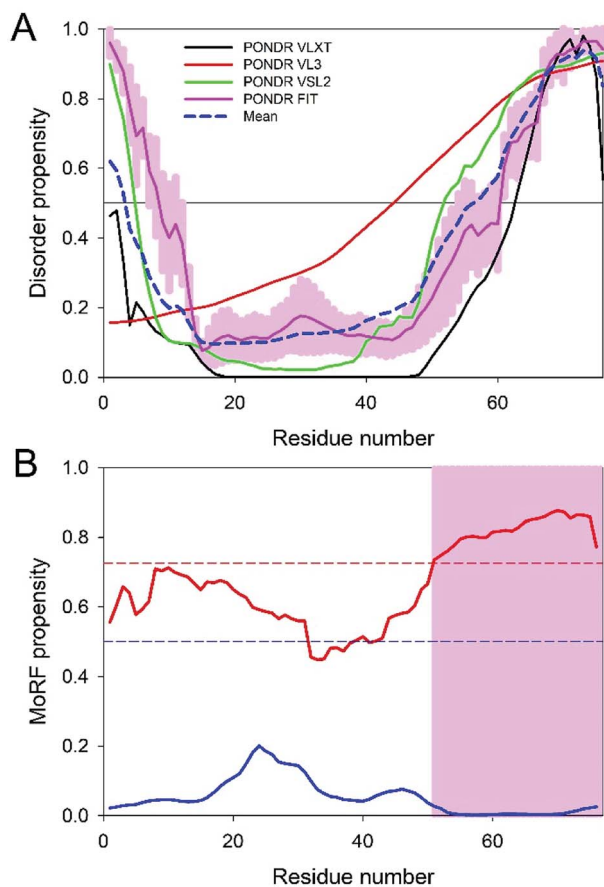 A
PONDR VLXT
PONDR VL3
PONDR VSL2
PONDR FIT
Mean
Disorder propensity
1.0
0.8
0.6
0.4
0.2
0.0
0 20 40 60
Residue number
B
MoRF propensity
1.0
0.8
0.6
0.4
0.2
0.0
0 20 40 60
Residue number